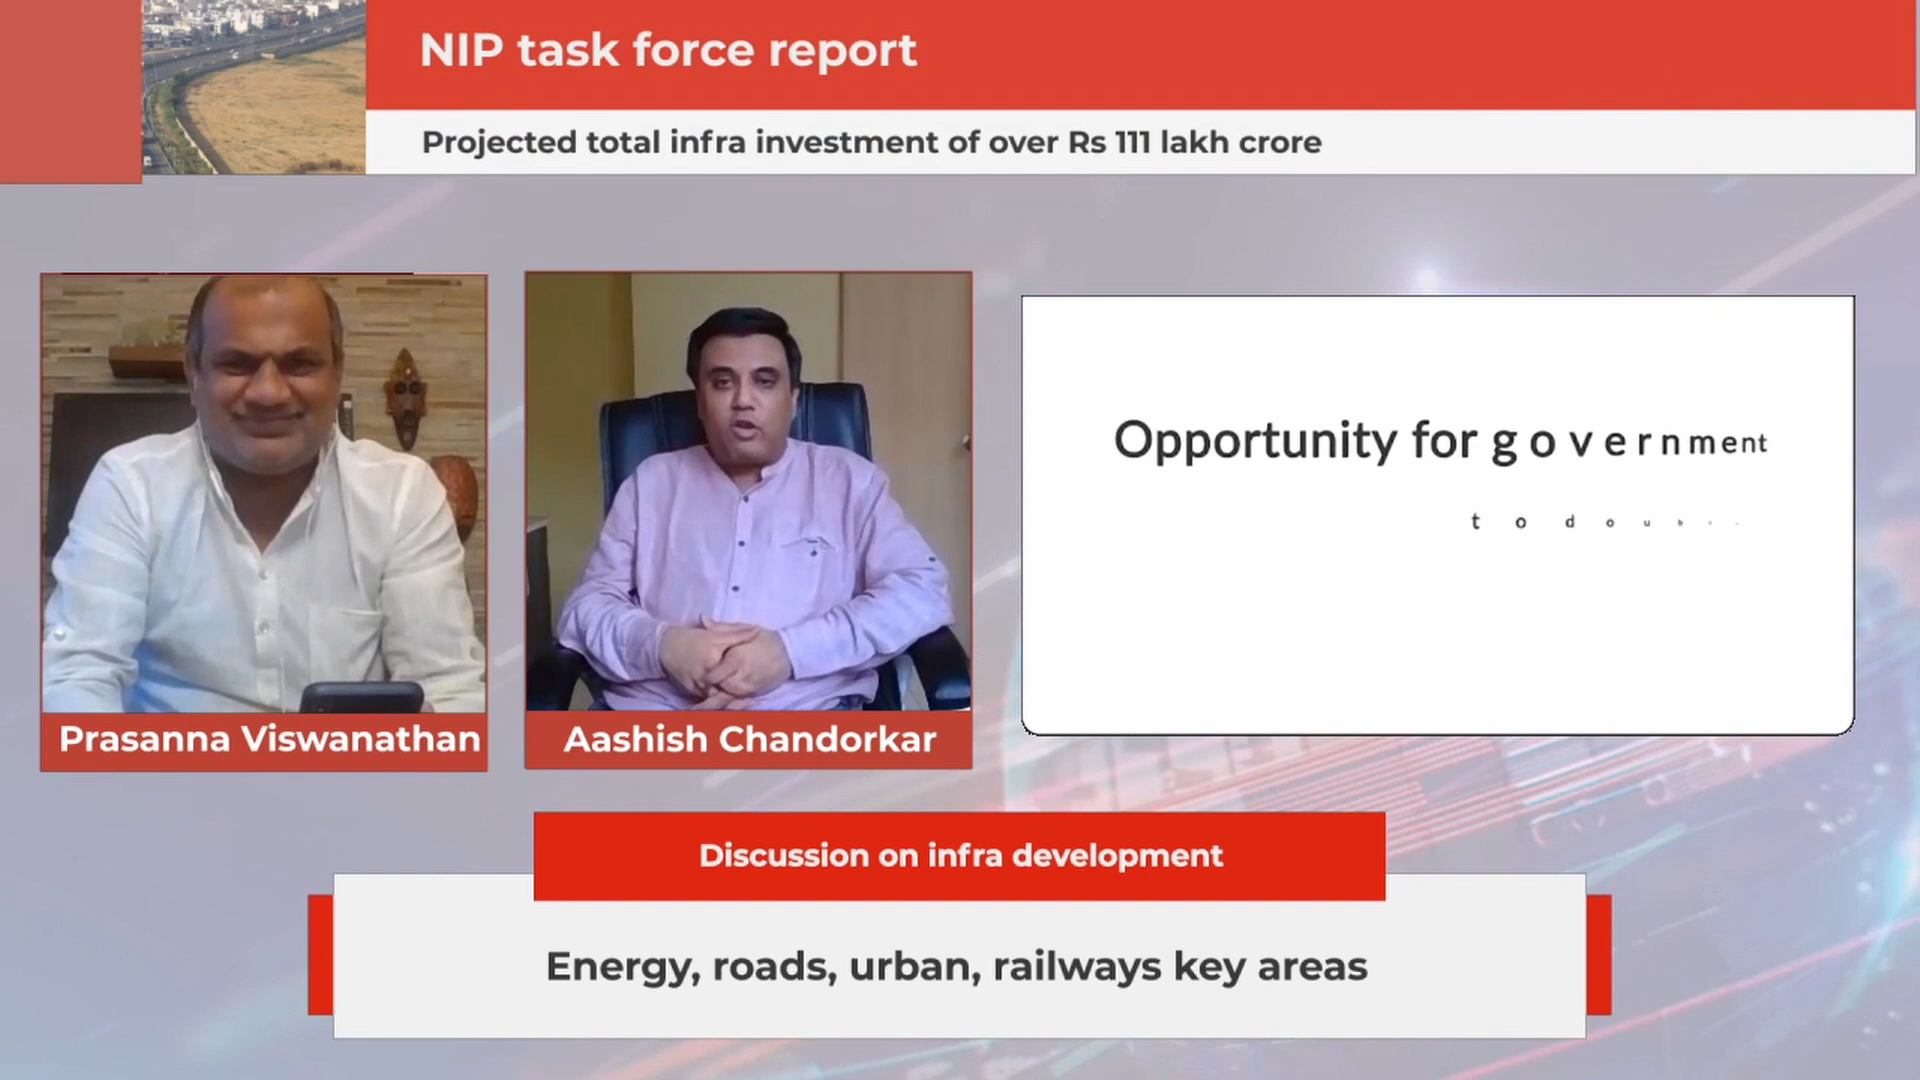 NIP task force report
Projected total infra investment of over Rs 111 lakh crore
Opportunity for government
to
Prasanna Viswanathan
Aashish Chandorkar
Discussion on infra development
Energy, roads, urban, railways key areas